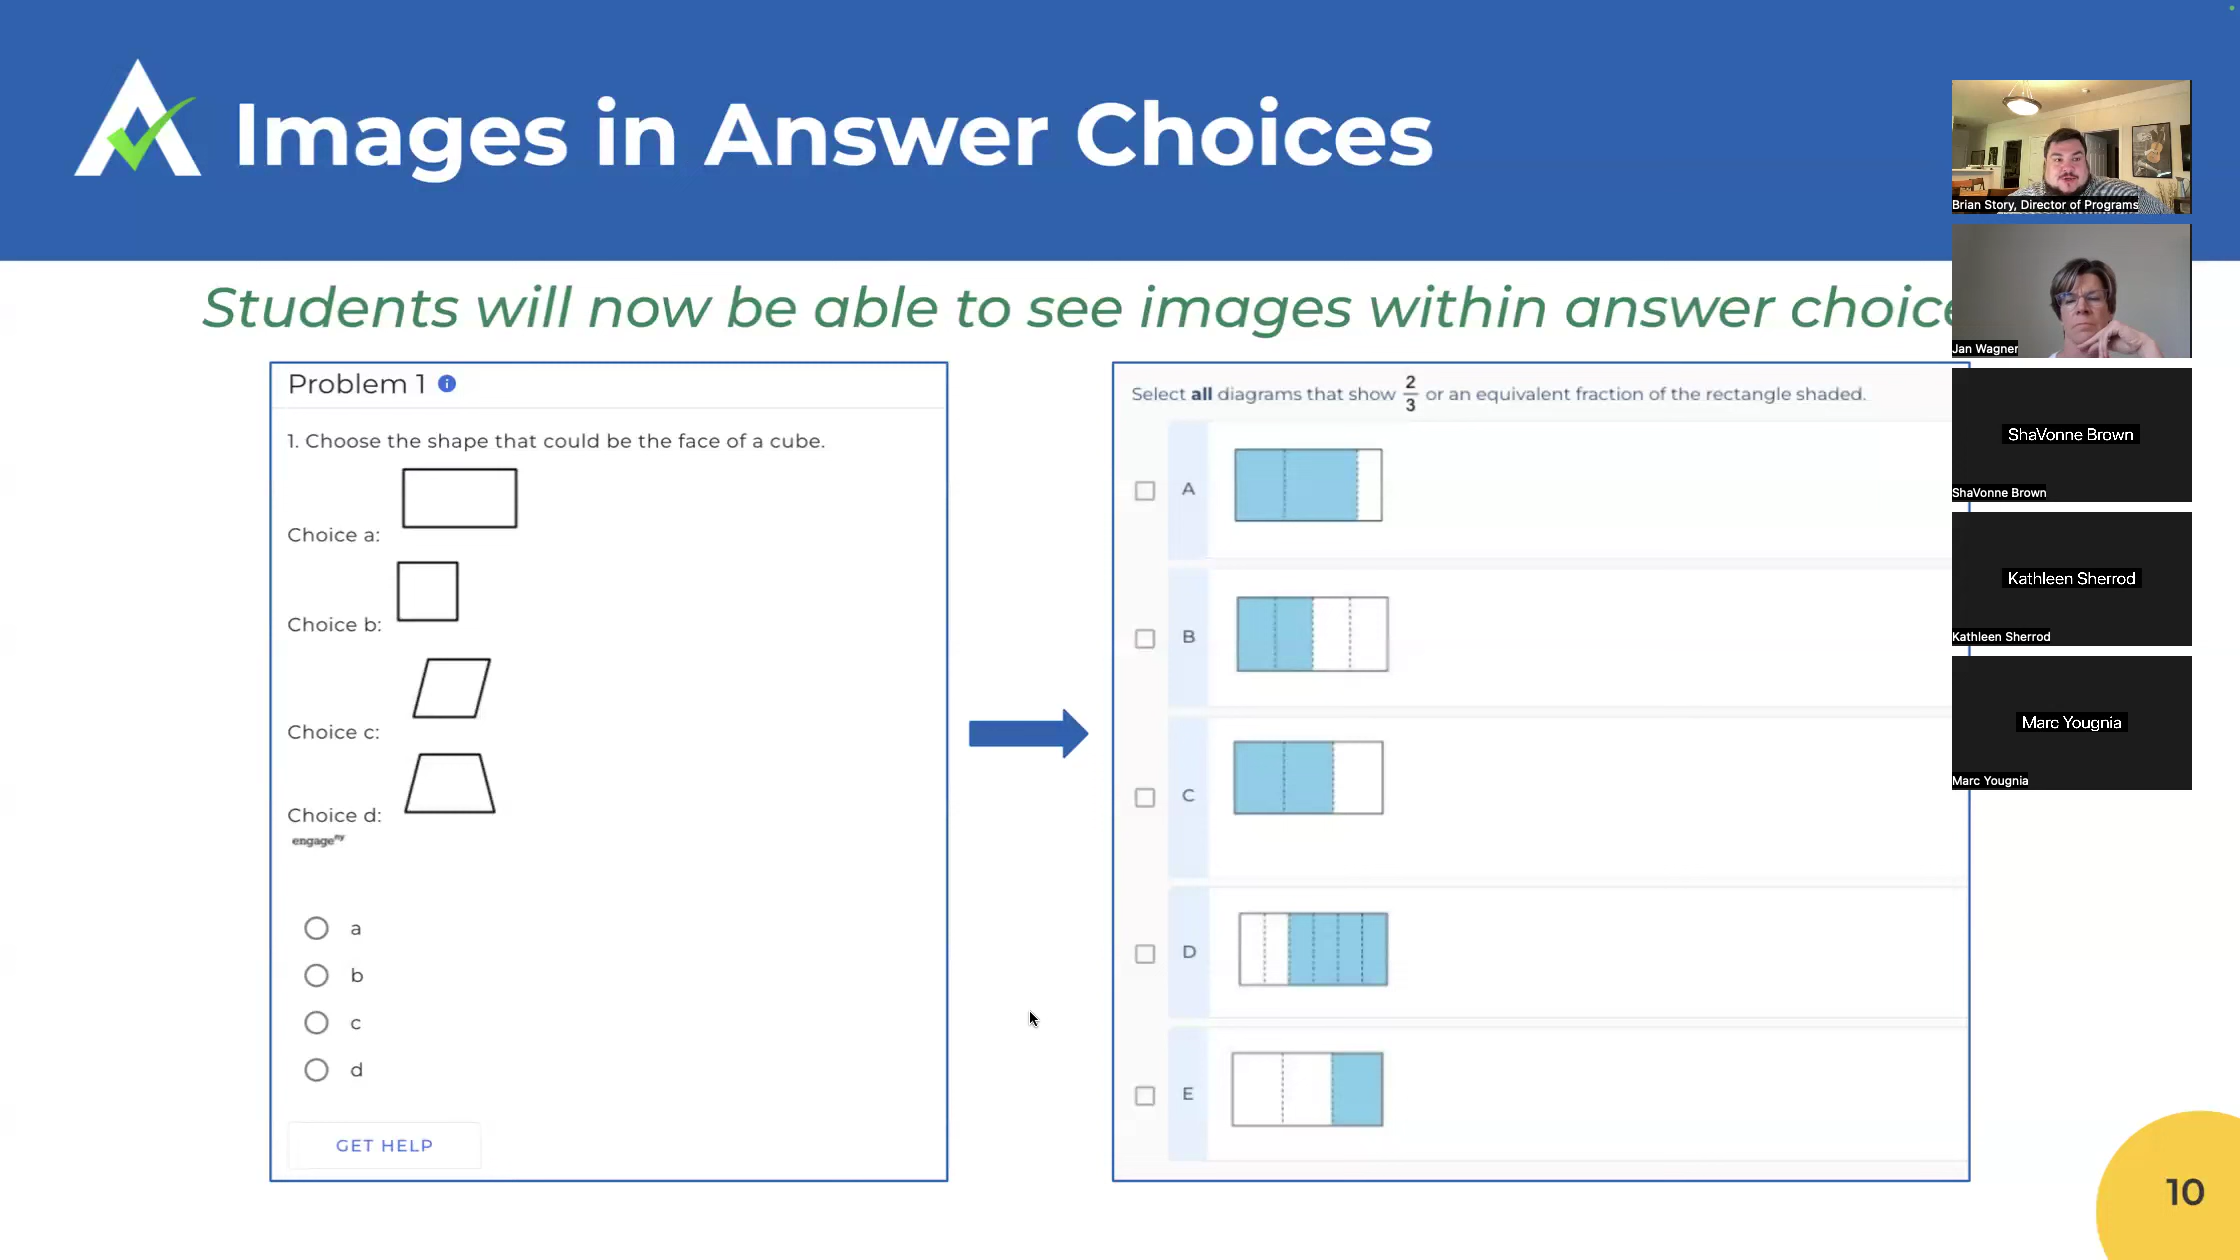 Images in Answer Choices
Students will now be able to see images within answer choice
Problem 1 i
1. Choose the shape that could be the face of a cube.
Choice a:
Choice b:
Choice c:
Choice d:
engageny
a
b
c
d
GET HELP
Select all diagrams that show 2/3 or an equivalent fraction of the rectangle shaded.
A
B
C
D
E
Brian Story, Director of Programs
Jan Wagner
ShaVonne Brown
ShaVonne Brown
Kathleen Sherrod
Kathleen Sherrod
Marc Yougnia
Marc Yougnia
10